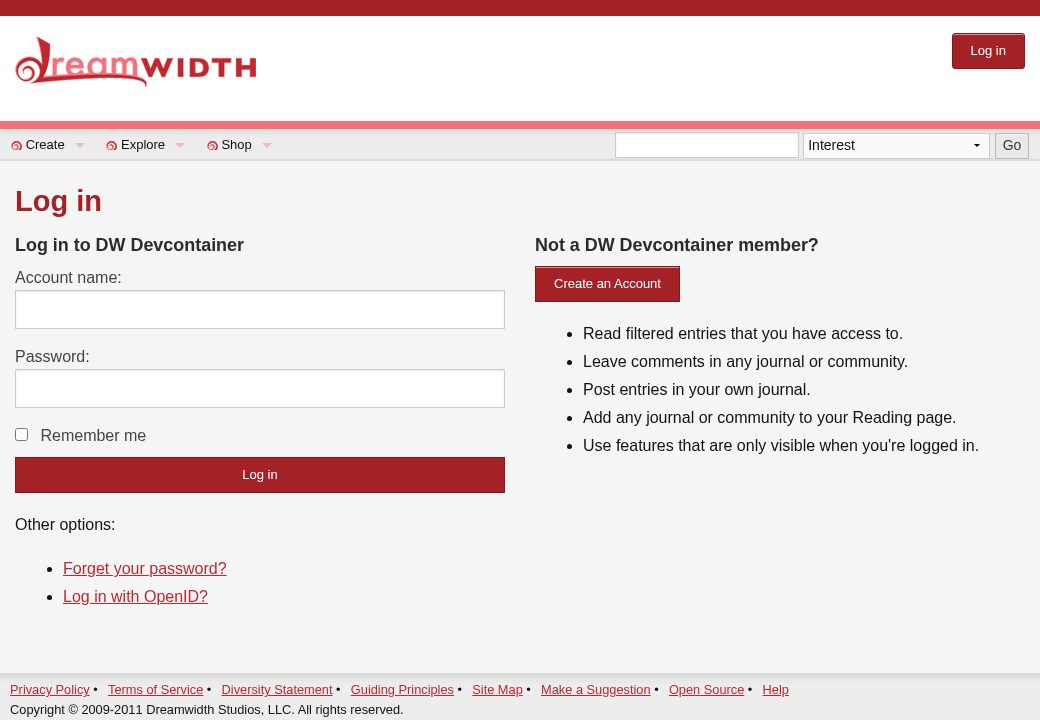 dreamWIDTH
Log in
Create Explore Shop Interest Go
Log in
Log in to DW Devcontainer
Account name:
Password:
Remember me
Log in
Other options:
Forget your password?
Log in with OpenID?
Not a DW Devcontainer member?
Create an Account
Read filtered entries that you have access to.
Leave comments in any journal or community.
Post entries in your own journal.
Add any journal or community to your Reading page.
Use features that are only visible when you're logged in.
Privacy Policy • Terms of Service • Diversity Statement • Guiding Principles • Site Map • Make a Suggestion • Open Source • Help
Copyright © 2009-2011 Dreamwidth Studios, LLC. All rights reserved.